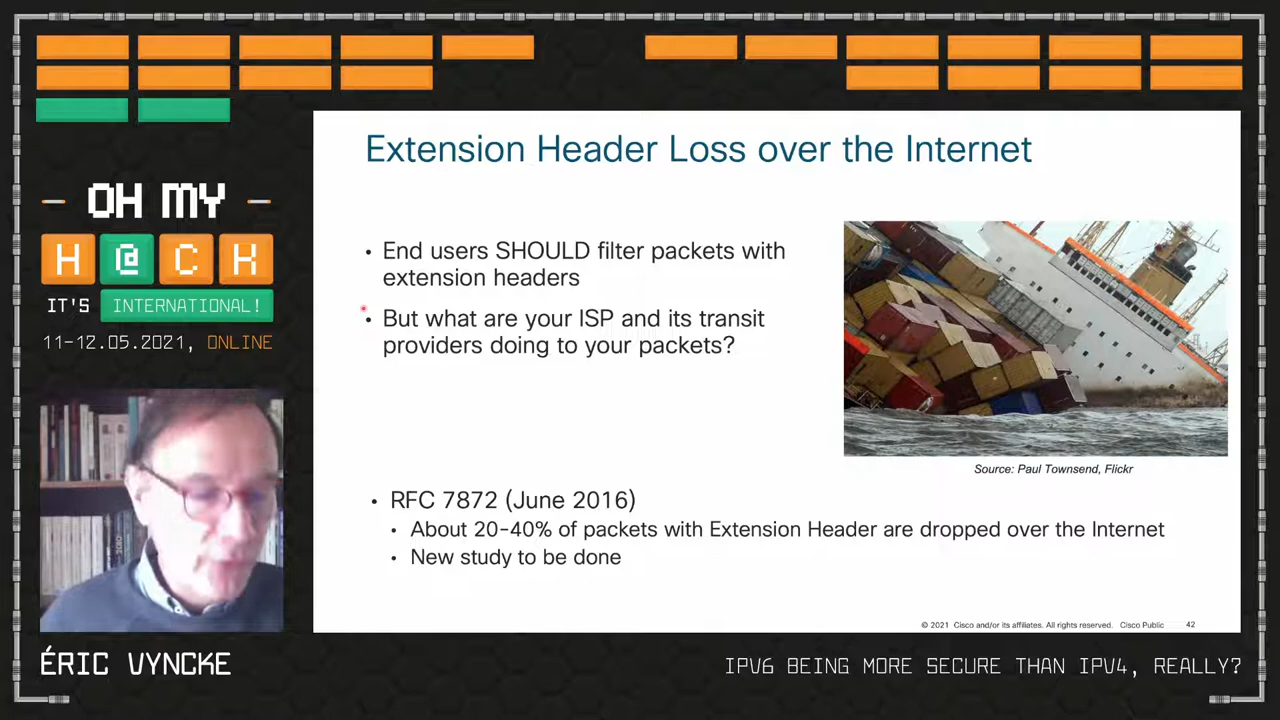 Extension Header Loss over the Internet
OH MY
H@CK
IT'S INTERNATIONAL!
11-12.05.2021, ONLINE
• End users SHOULD filter packets with
extension headers
• But what are your ISP and its transit
providers doing to your packets?
Source: Paul Townsend, Flickr
• RFC 7872 (June 2016)
• About 20-40% of packets with Extension Header are dropped over the Internet
• New study to be done
© 2021 Cisco and/or its affiliates. All rights reserved. Cisco Public 42
ÉRIC VYNCKE
IPV6 BEING MORE SECURE THAN IPV4, REALLY?